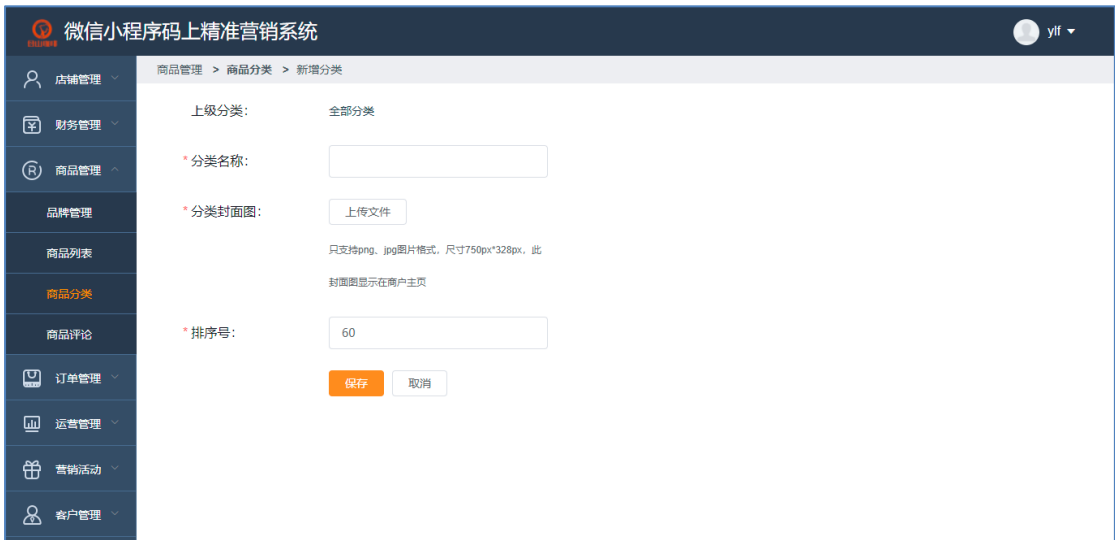 微信小程序码上精准营销系统
ylf
店铺管理
财务管理
商品管理
品牌管理
商品列表
商品分类
商品评论
订单管理
运营管理
营销活动
客户管理
商品管理 > 商品分类 > 新增分类
上级分类： 全部分类
*分类名称：
*分类封面图： 上传文件
只支持png、jpg图片格式，尺寸750px*328px，此
封面图显示在商户主页
*排序号： 60
保存 取消